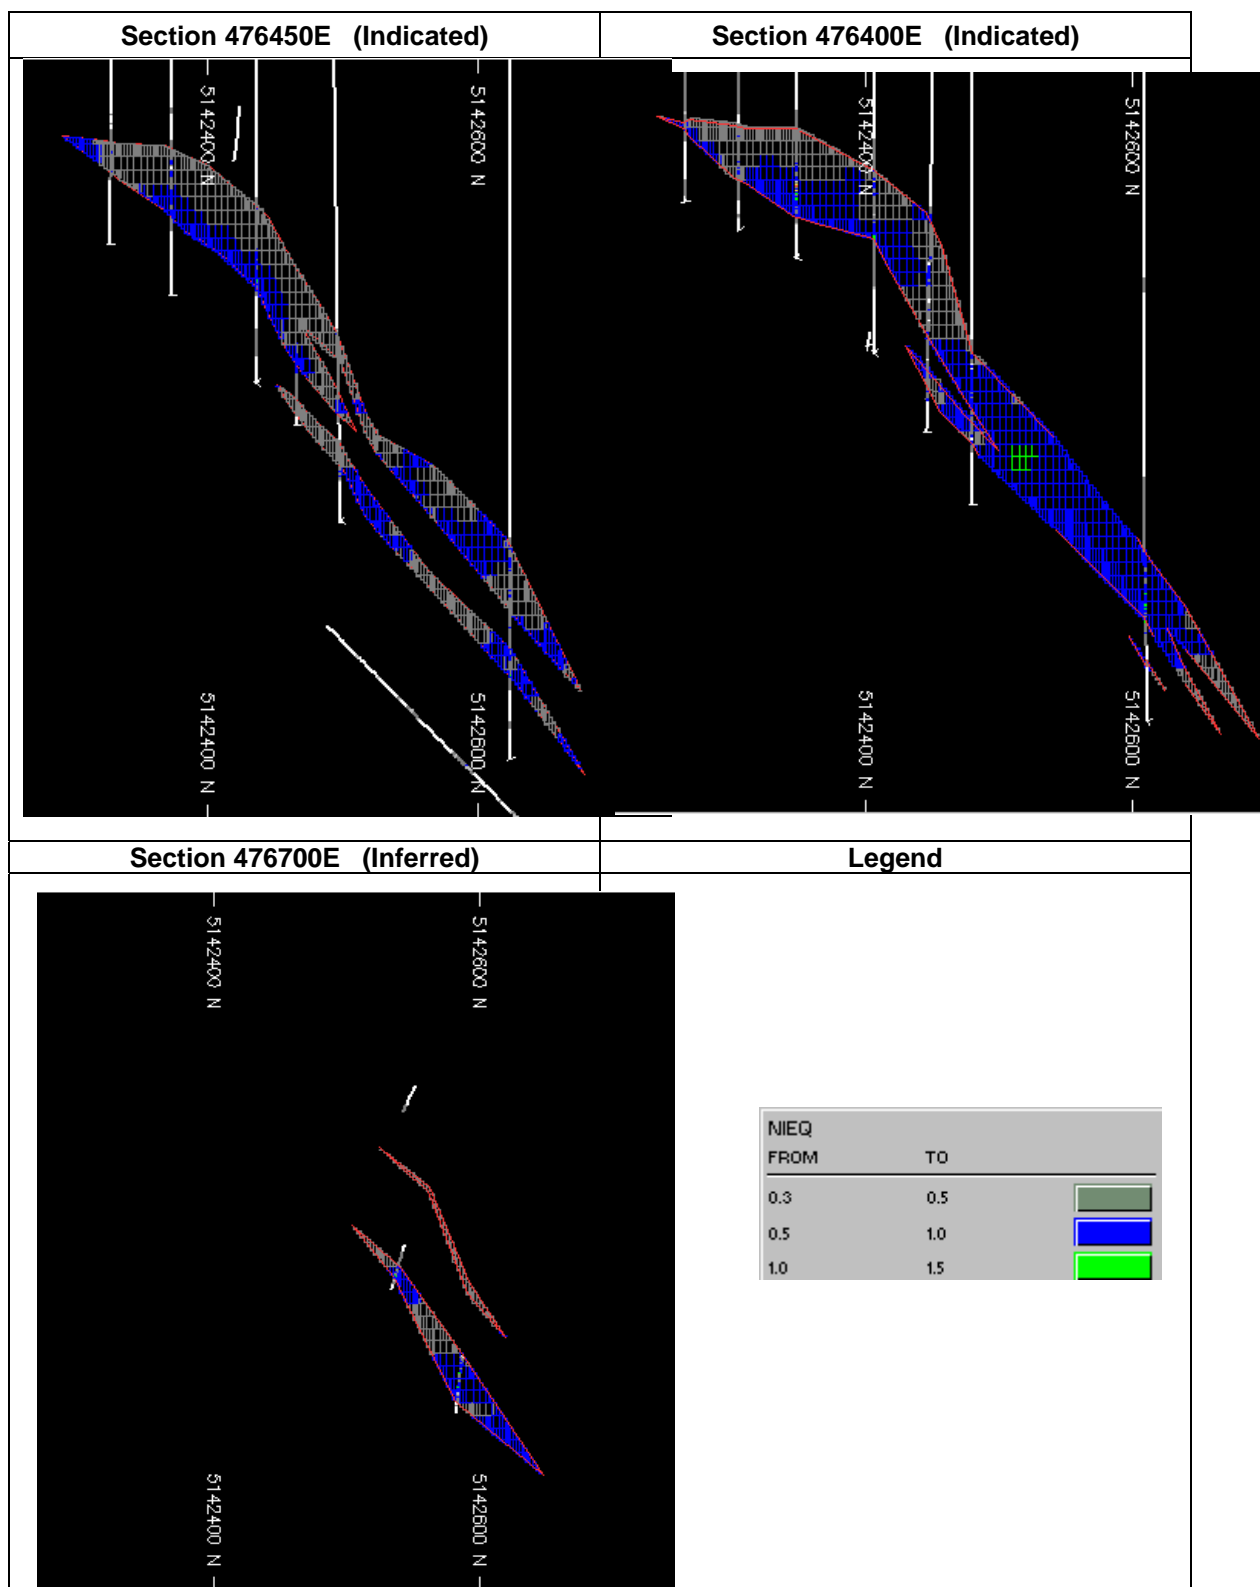 Section 476450E (Indicated)
Section 476400E (Indicated)
5142400 N
5142600 N
5142400 N
5142600 N
5142400 N
5142600 N
5142400 N
5142600 N
Section 476700E (Inferred)
Legend
5142400 N
5142600 N
5142400 N
5142600 N
NIEQ
FROM TO
0.3 0.5
0.5 1.0
1.0 1.5